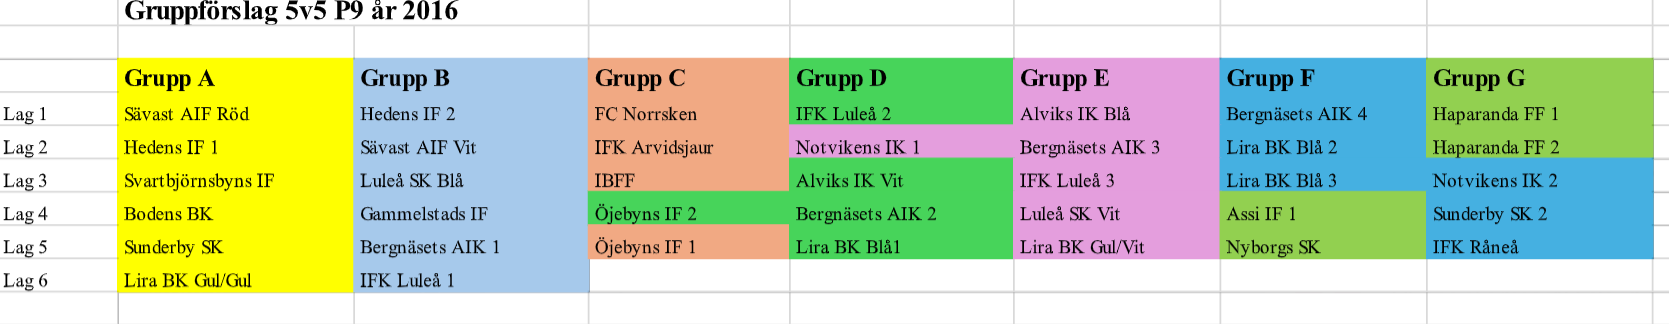 Gruppförslag 5v5 P9 år 2016
Grupp A Grupp B Grupp C Grupp D Grupp E Grupp F Grupp G
Lag 1 Sävast AIF Röd Hedens IF 2 FC Norrsken IFK Luleå 2 Alviks IK Blå Bergnäsets AIK 4 Haparanda FF 1
Lag 2 Hedens IF 1 Sävast AIF Vit IFK Arvidsjaur Notvikens IK 1 Bergnäsets AIK 3 Lira BK Blå 2 Haparanda FF 2
Lag 3 Svartbjörnsbyns IF Luleå SK Blå IBFF Alviks IK Vit IFK Luleå 3 Lira BK Blå 3 Notvikens IK 2
Lag 4 Bodens BK Gammelstads IF Öjebyns IF 2 Bergnäsets AIK 2 Luleå SK Vit Assi IF 1 Sunderby SK 2
Lag 5 Sunderby SK Bergnäsets AIK 1 Öjebyns IF 1 Lira BK Blå1 Lira BK Gul/Vit Nyborgs SK IFK Råneå
Lag 6 Lira BK Gul/Gul IFK Luleå 1